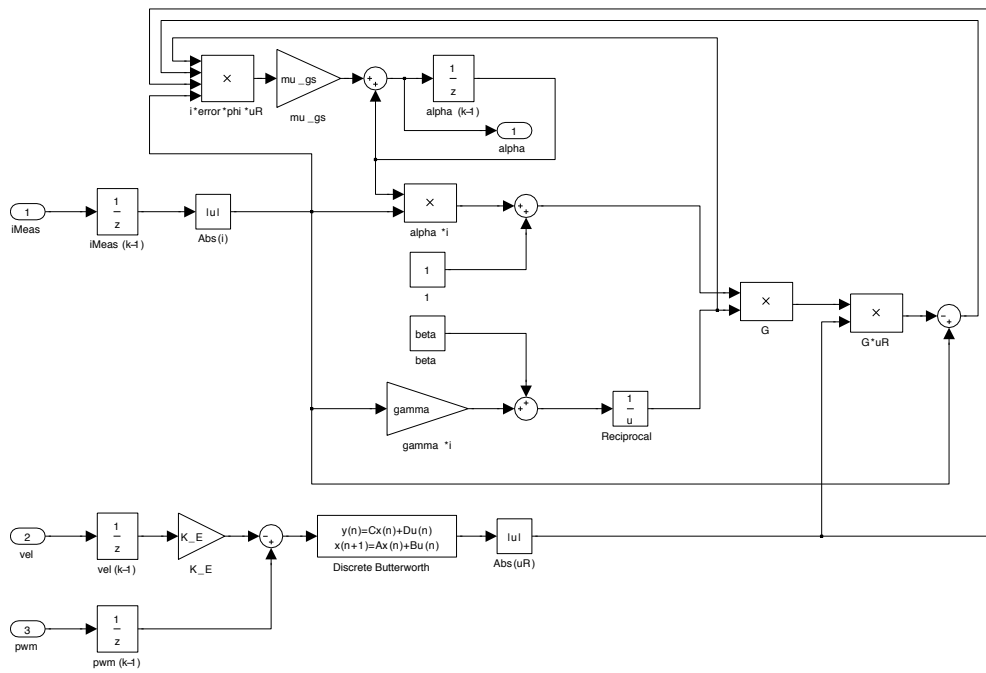 ×
i*error*phi*uR
mu_gs
mu_gs
+
+
1
z
alpha (k-1)
1
alpha
1
iMeas
1
z
iMeas (k-1)
|u|
Abs(i)
×
alpha *i
+
+
1
1
beta
beta
×
G
×
G*uR
−
+
gamma
gamma *i
+
+
1
u
Reciprocal
2
vel
1
z
vel (k-1)
K_E
K_E
−
+
y(n)=Cx(n)+Du(n)
x(n+1)=Ax(n)+Bu(n)
Discrete Butterworth
|u|
Abs(uR)
3
pwm
1
z
pwm (k-1)